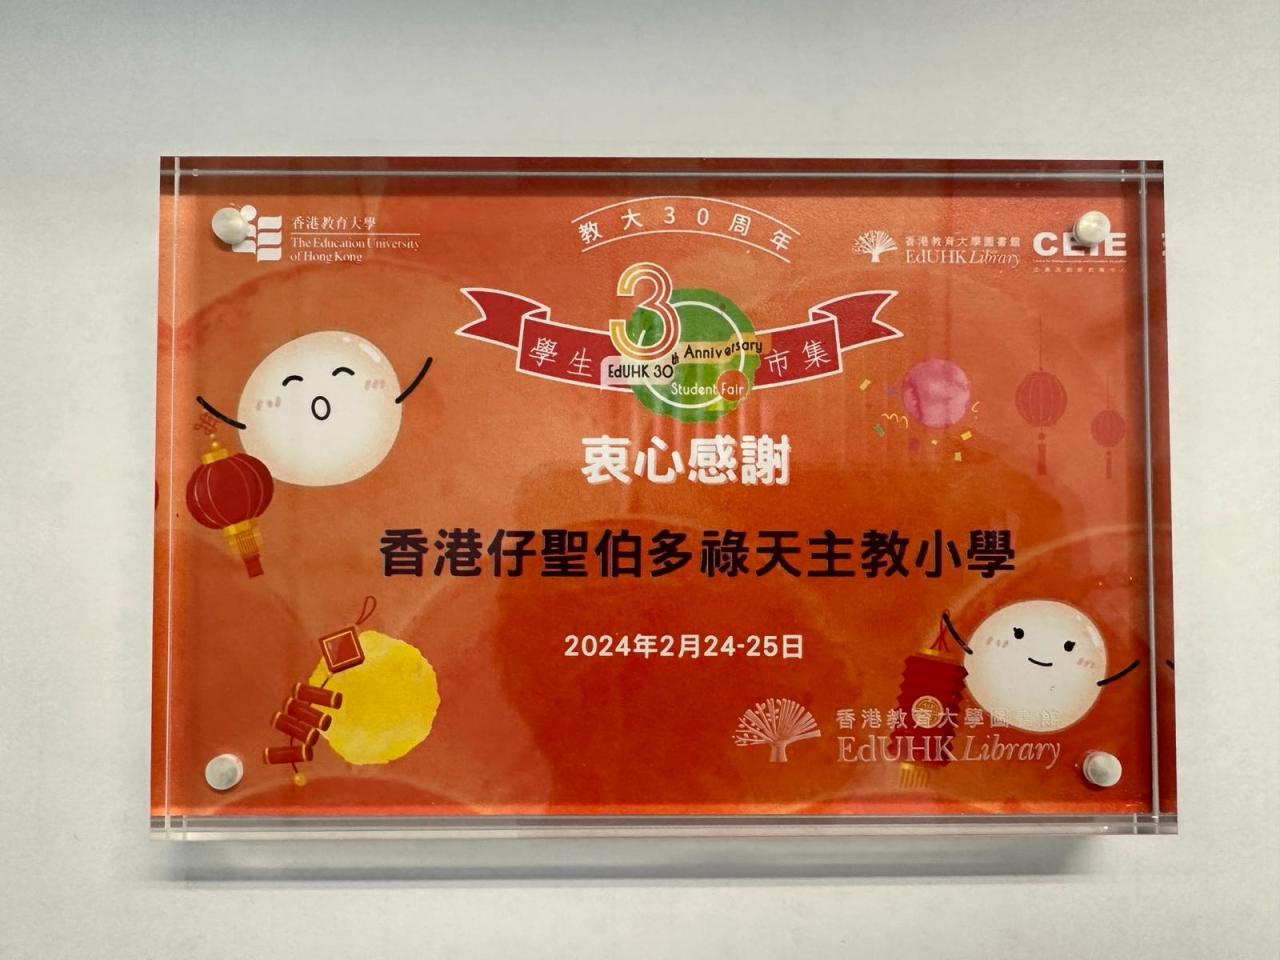 香港教育大學
The Education University
of Hong Kong
教大30周年
香港教育大學圖書館
EdUHK Library
CEIE
學生市集
30
EdUHK 30th Anniversary
Student Fair
衷心感謝
香港仔聖伯多祿天主教小學
2024年2月24-25日
香港教育大學圖書館
EdUHK Library